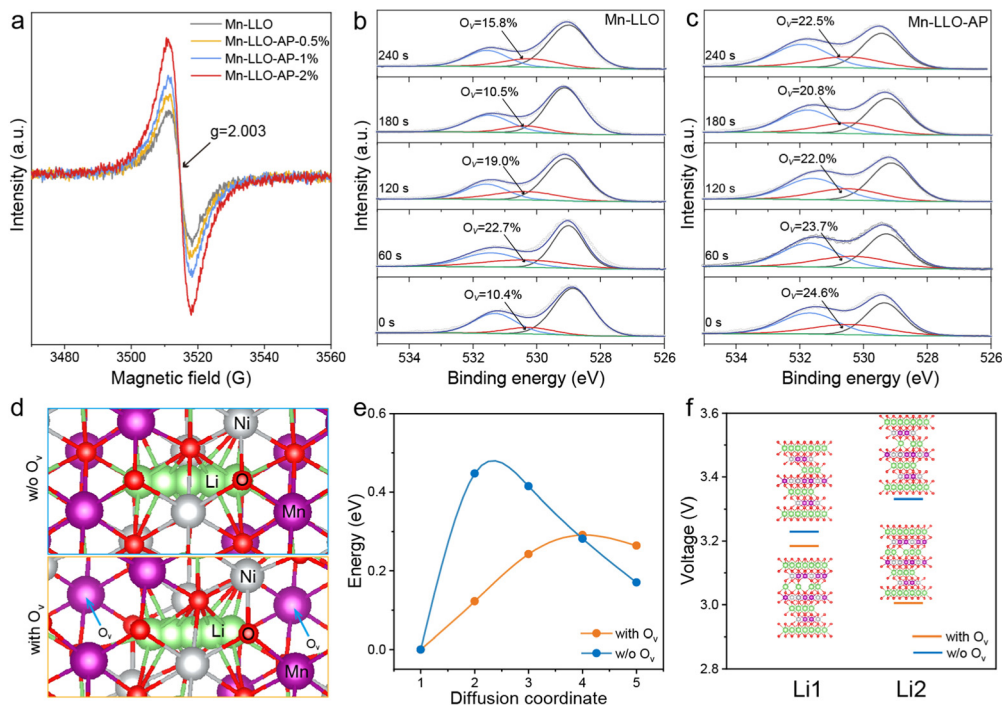 a
Intensity (a.u.)
Mn-LLO
Mn-LLO-AP-0.5%
Mn-LLO-AP-1%
Mn-LLO-AP-2%
g=2.003
3480
3500
3520
3540
3560
Magnetic field (G)
b
Intensity (a.u.)
Mn-LLO
Oᵥ=15.8%
240 s
Oᵥ=10.5%
180 s
Oᵥ=19.0%
120 s
Oᵥ=22.7%
60 s
Oᵥ=10.4%
0 s
534
532
530
528
526
Binding energy (eV)
c
Intensity (a.u.)
Mn-LLO-AP
Oᵥ=22.5%
240 s
Oᵥ=20.8%
180 s
Oᵥ=22.0%
120 s
Oᵥ=23.7%
60 s
Oᵥ=24.6%
0 s
534
532
530
528
526
Binding energy (eV)
d
w/o Oᵥ
Ni
Li
O
Mn
with Oᵥ
Ni
Oᵥ
Li
O
Oᵥ
Mn
e
Energy (eV)
0.6
0.4
0.2
0.0
with Oᵥ
w/o Oᵥ
1
2
3
4
5
Diffusion coordinate
f
Voltage (V)
3.6
3.4
3.2
3.0
2.8
with Oᵥ
w/o Oᵥ
Li1
Li2